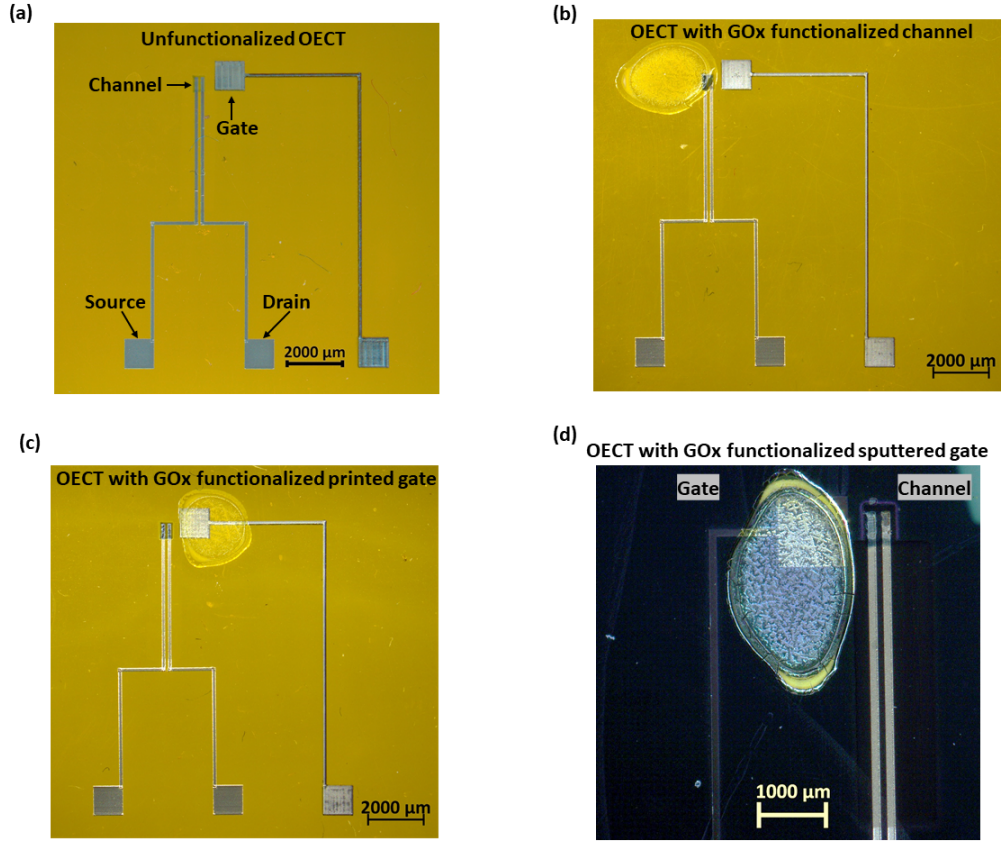 (a)
Unfunctionalized OECT
Channel
Gate
Source
Drain
2000 µm
(b)
OECT with GOx functionalized channel
2000 µm
(c)
OECT with GOx functionalized printed gate
2000 µm
(d)
OECT with GOx functionalized sputtered gate
Gate
Channel
1000 µm